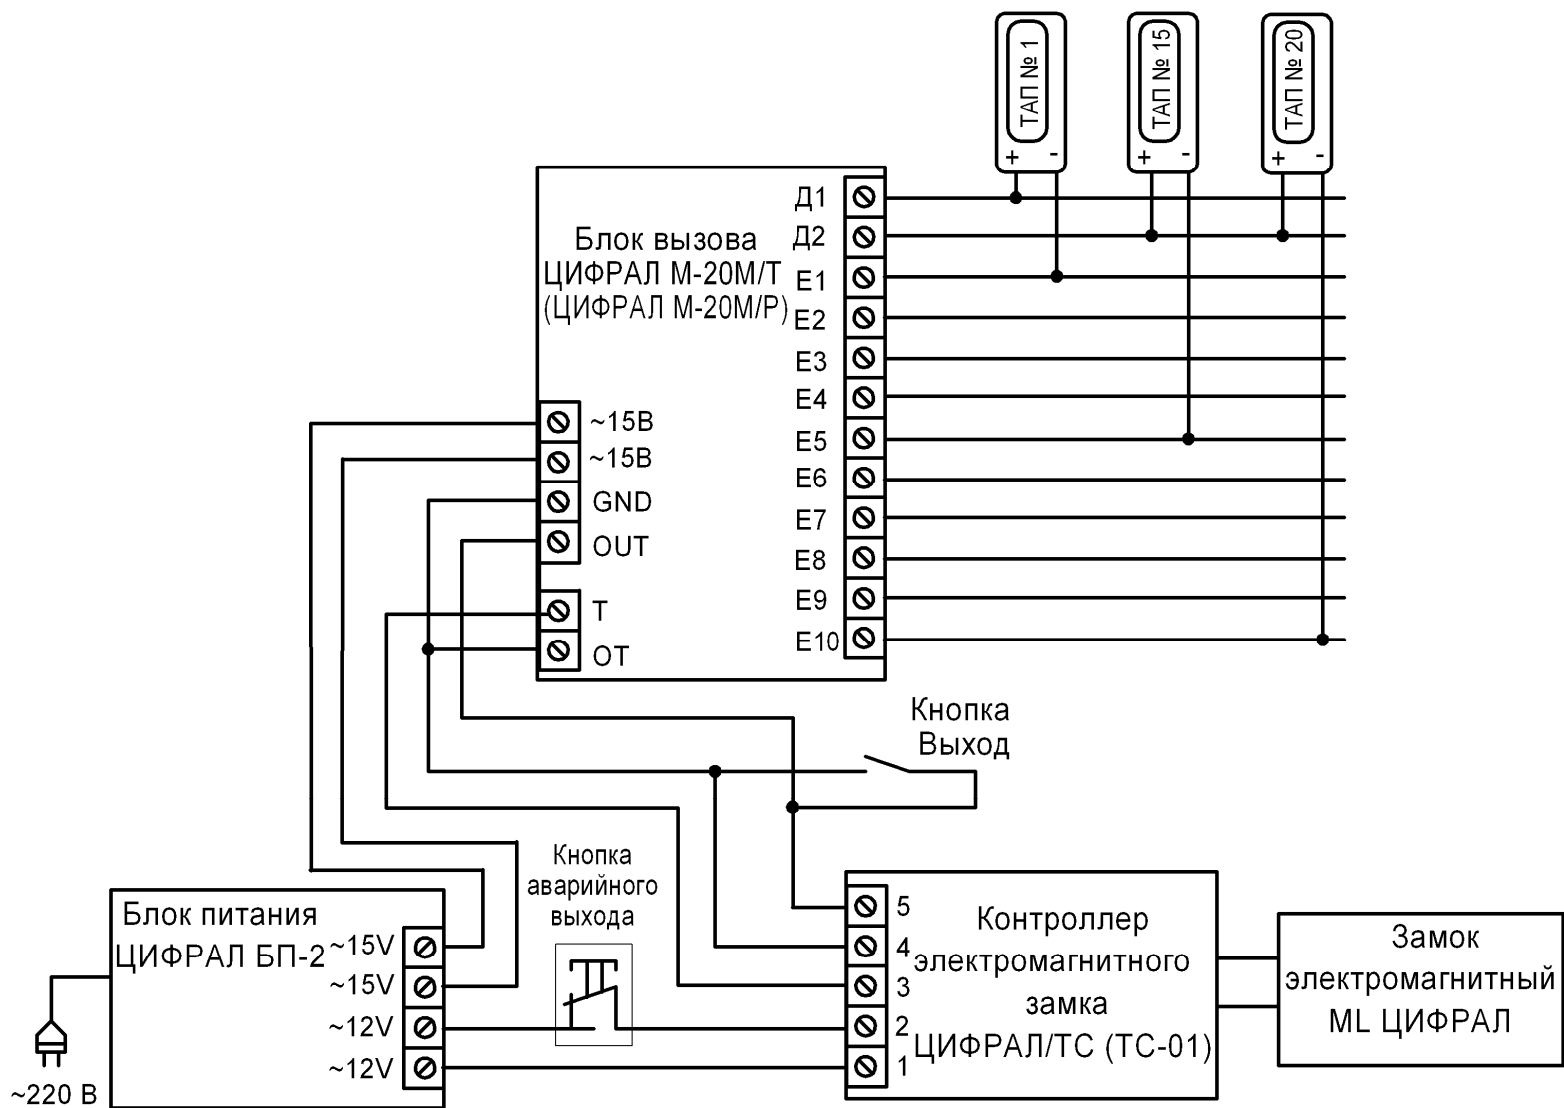 ТАП № 1
ТАП № 15
ТАП № 20
+ -
+ -
+ -
Блок вызова
ЦИФРАЛ М-20М/Т
(ЦИФРАЛ М-20М/Р)
Д1
Д2
Е1
Е2
Е3
Е4
Е5
Е6
Е7
Е8
Е9
Е10
~15В
~15В
GND
OUT
Т
ОТ
Кнопка
Выход
Кнопка
аварийного
выхода
Блок питания
ЦИФРАЛ БП-2
~15V
~15V
~12V
~12V
~220 В
5
4
3
2
1
Контроллер
электромагнитного
замка
ЦИФРАЛ/ТС (ТС-01)
Замок
электромагнитный
ML ЦИФРАЛ